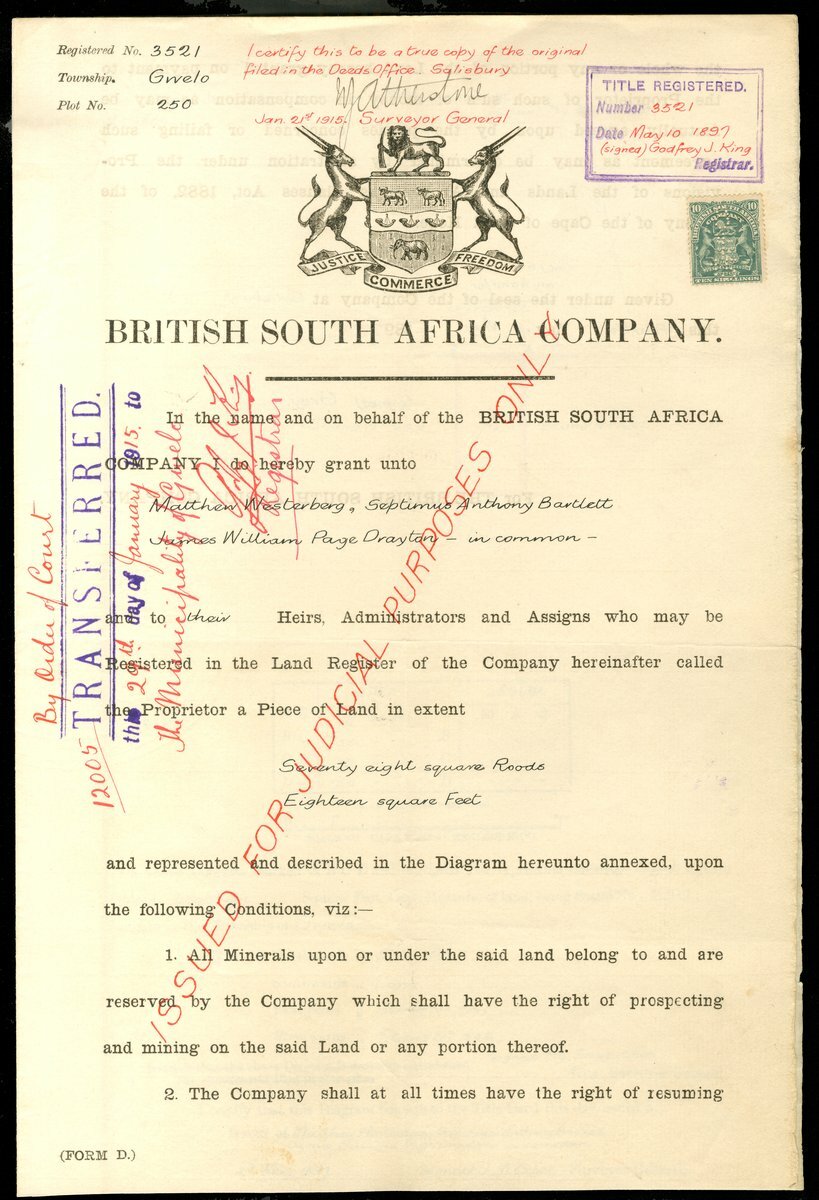 Registered No. 3521
Township. Gwelo
Plot No. 250
I certify this to be a true copy of the original
filed in the Deeds Office. Salisbury
Jan. 21st 1915. Surveyor General
TITLE REGISTERED.
Number 3521
Date May 10 1897
(signed) Godfrey J. King
Registrar.
10 10
BRITISH SOUTH AFRICA
COMPANY
TEN SHILLINGS
JUSTICE
COMMERCE
FREEDOM
BRITISH SOUTH AFRICA COMPANY.
In the name and on behalf of the BRITISH SOUTH AFRICA
COMPANY I do hereby grant unto
Matthew Westerberg, Septimus Anthony Bartlett
James William Page Drayton – in common –
and to their Heirs, Administrators and Assigns who may be
Registered in the Land Register of the Company hereinafter called
the Proprietor a Piece of Land in extent
Seventy eight square Roods
Eighteen square Feet
and represented and described in the Diagram hereunto annexed, upon
the following Conditions, viz:—
1. All Minerals upon or under the said land belong to and are
reserved by the Company which shall have the right of prospecting
and mining on the said Land or any portion thereof.
2. The Company shall at all times have the right of resuming
(FORM D.)
By Order of Court
12005 TRANSFERRED.
this 29th day of January 1915. to
The Municipality of Gwelo
Registrar
ISSUED FOR JUDICIAL PURPOSES ONLY